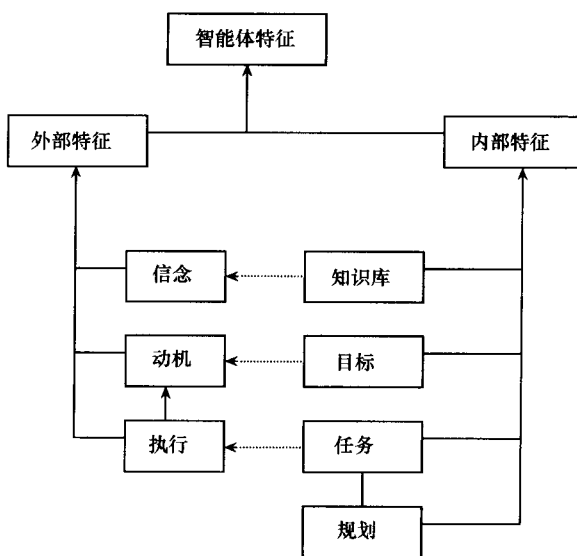 智能体特征
外部特征
内部特征
信念
知识库
动机
目标
执行
任务
规划